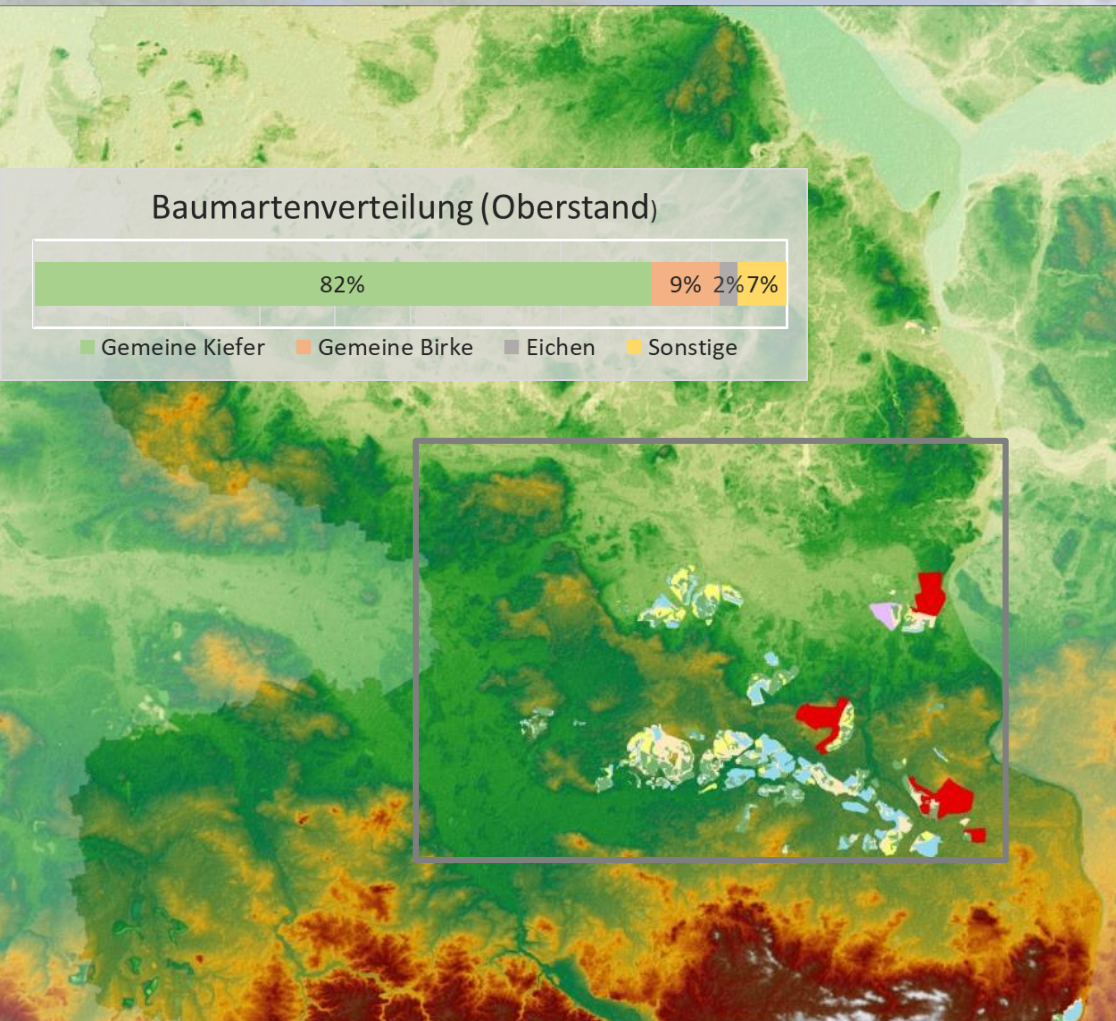 Baumartenverteilung (Oberstand)
82% 9% 2% 7%
Gemeine Kiefer Gemeine Birke Eichen Sonstige